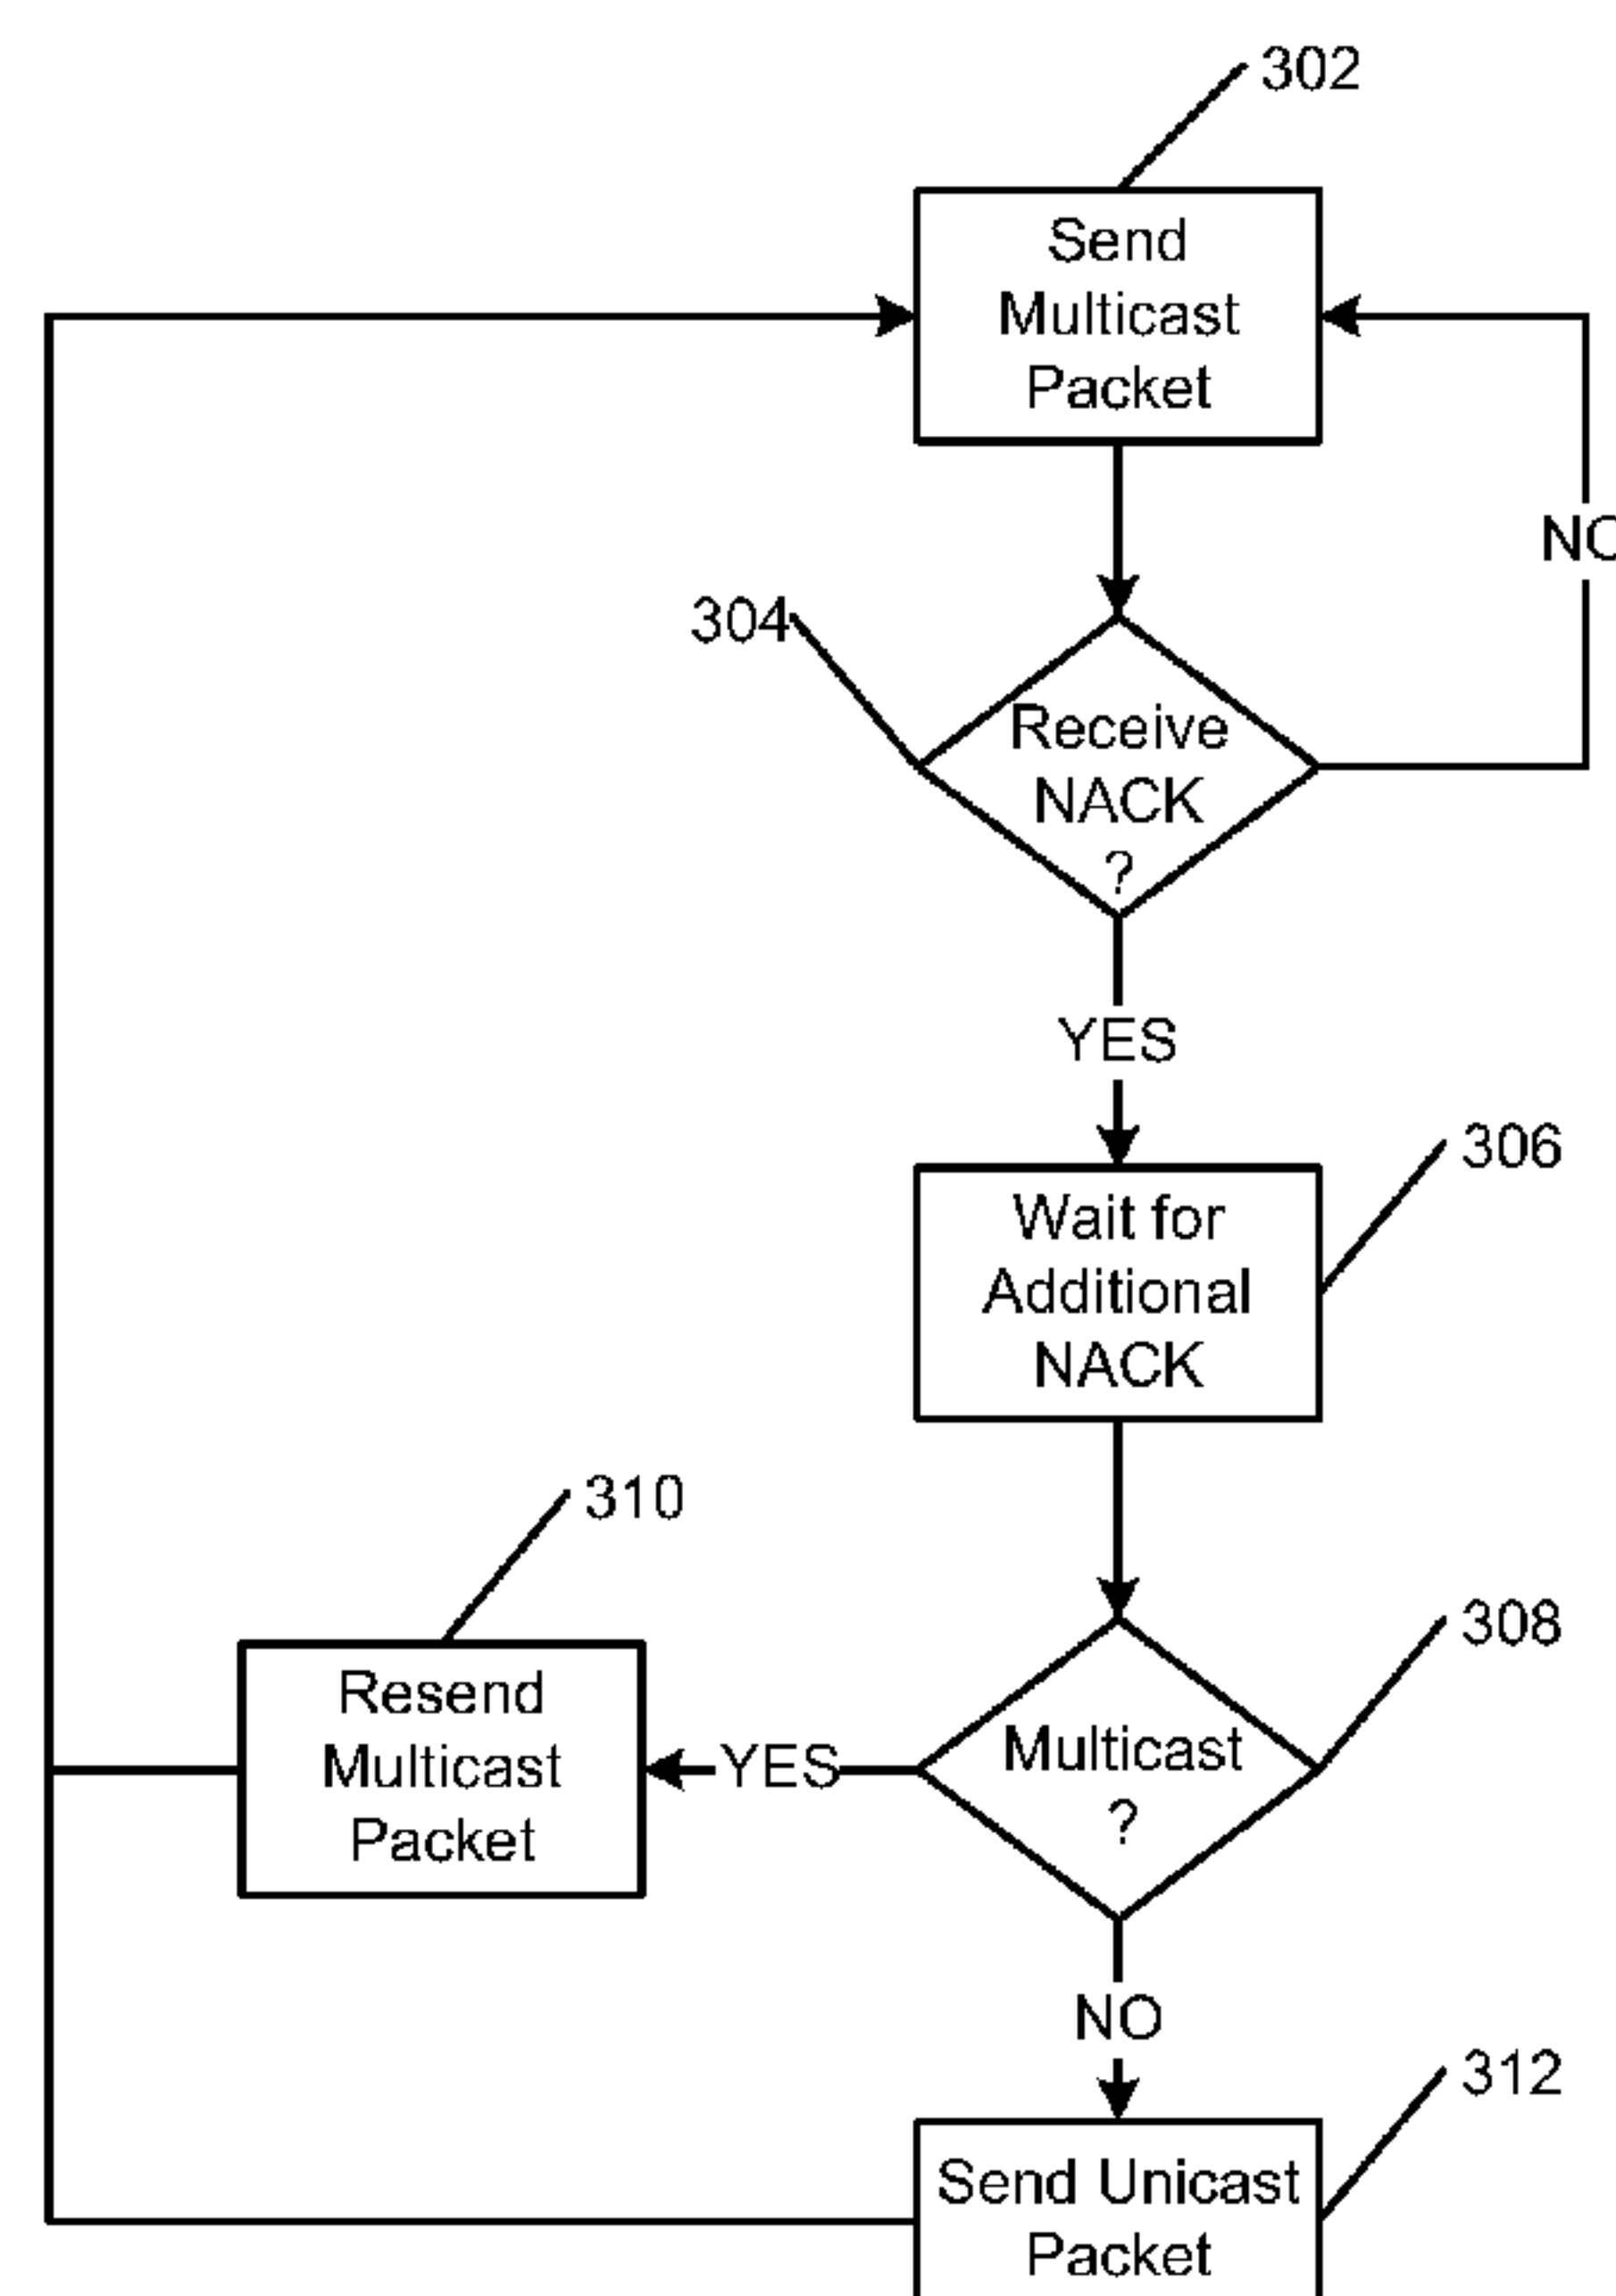 302
Send
Multicast
Packet
NO
304
Receive
NACK
?
YES
306
Wait for
Additional
NACK
310
308
Resend
Multicast
Packet
YES
Multicast
?
NO
312
Send Unicast
Packet